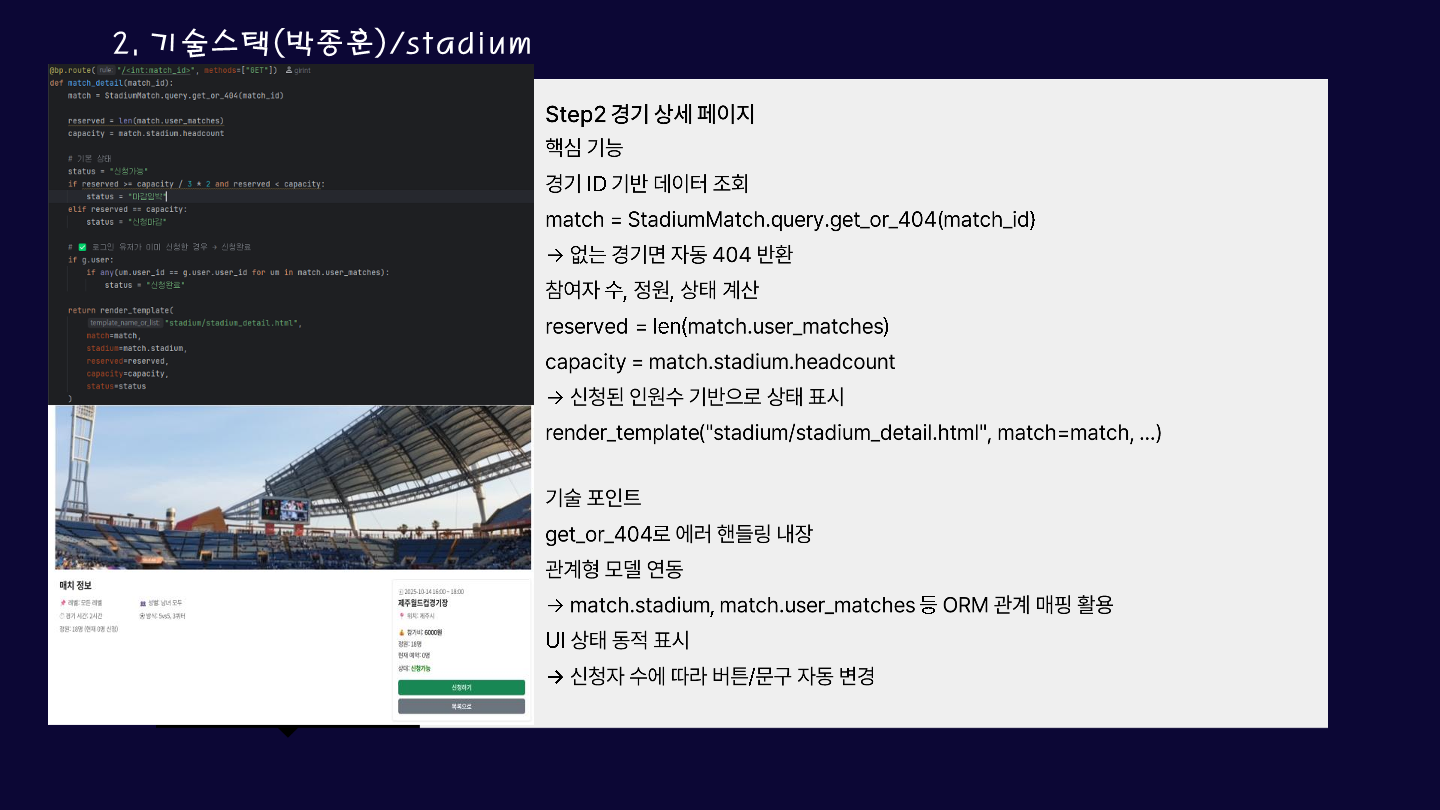 2. 기술스택(박종훈)/stadium
@bp.route( rule: "/<int:match_id>", methods=["GET"]) girint
def match_detail(match_id):
match = StadiumMatch.query.get_or_404(match_id)
reserved = len(match.user_matches)
capacity = match.stadium.headcount
# 기본 상태
status = "신청가능"
if reserved >= capacity / 3 * 2 and reserved < capacity:
status = "마감임박"
elif reserved == capacity:
status = "신청마감"
# ✅ 로그인 유저가 이미 신청한 경우 → 신청완료
if g.user:
if any(um.user_id == g.user.user_id for um in match.user_matches):
status = "신청완료"
return render_template(
template_name_or_list: "stadium/stadium_detail.html",
match=match,
stadium=match.stadium,
reserved=reserved,
capacity=capacity,
status=status
)
매치 정보
레벨: 모든 레벨
성별: 남녀 모두
경기 시간: 2시간
방식: 5vs5, 3쿼터
정원: 18명 (현재 0명 신청)
2025-10-14 16:00 ~ 18:00
제주월드컵경기장
위치: 제주시
참가비: 6000원
정원: 18명
현재 예약: 0명
상태: 신청가능
신청하기
목록으로
Step2 경기 상세 페이지
핵심 기능
경기 ID 기반 데이터 조회
match = StadiumMatch.query.get_or_404(match_id)
→ 없는 경기면 자동 404 반환
참여자 수, 정원, 상태 계산
reserved = len(match.user_matches)
capacity = match.stadium.headcount
→ 신청된 인원수 기반으로 상태 표시
render_template("stadium/stadium_detail.html", match=match, ...)
기술 포인트
get_or_404로 에러 핸들링 내장
관계형 모델 연동
→ match.stadium, match.user_matches 등 ORM 관계 매핑 활용
UI 상태 동적 표시
→ 신청자 수에 따라 버튼/문구 자동 변경